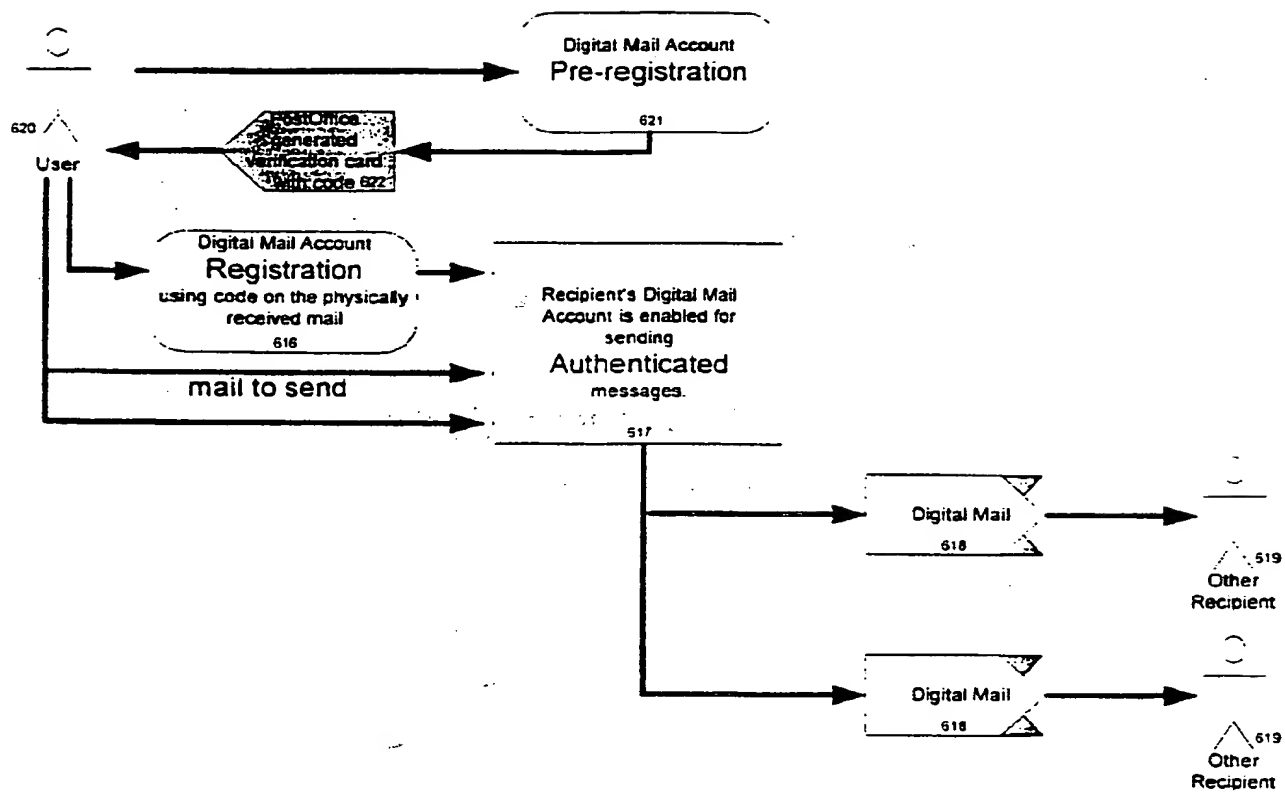 Digital Mail Account
Pre-registration
621
620
User
PostOffice
generated
verification card
with code 622
Digital Mail Account
Registration
using code on the physically
received mail
616
Recipient's Digital Mail
Account is enabled for
sending
Authenticated
messages.
517
mail to send
Digital Mail
618
619
Other
Recipient
Digital Mail
618
619
Other
Recipient